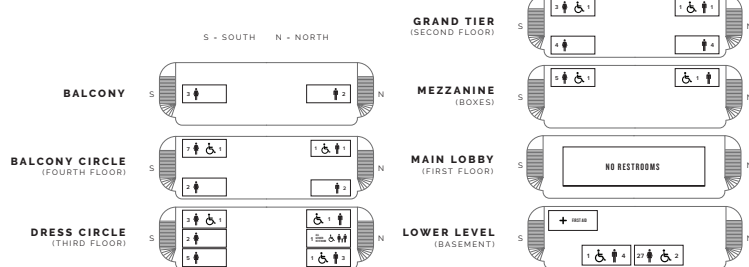 S – SOUTH N – NORTH
BALCONY
S
3
2
N
BALCONY CIRCLE
(FOURTH FLOOR)
S
7 1
1 1
2
2
N
DRESS CIRCLE
(THIRD FLOOR)
S
3 1
1
2
1
5
1 3
N
GRAND TIER
(SECOND FLOOR)
S
3 1
1 1
4
4
N
MEZZANINE
(BOXES)
S
5 1
1
N
MAIN LOBBY
(FIRST FLOOR)
S
NO RESTROOMS
N
LOWER LEVEL
(BASEMENT)
S
FIRST AID
1 4
27 2
N